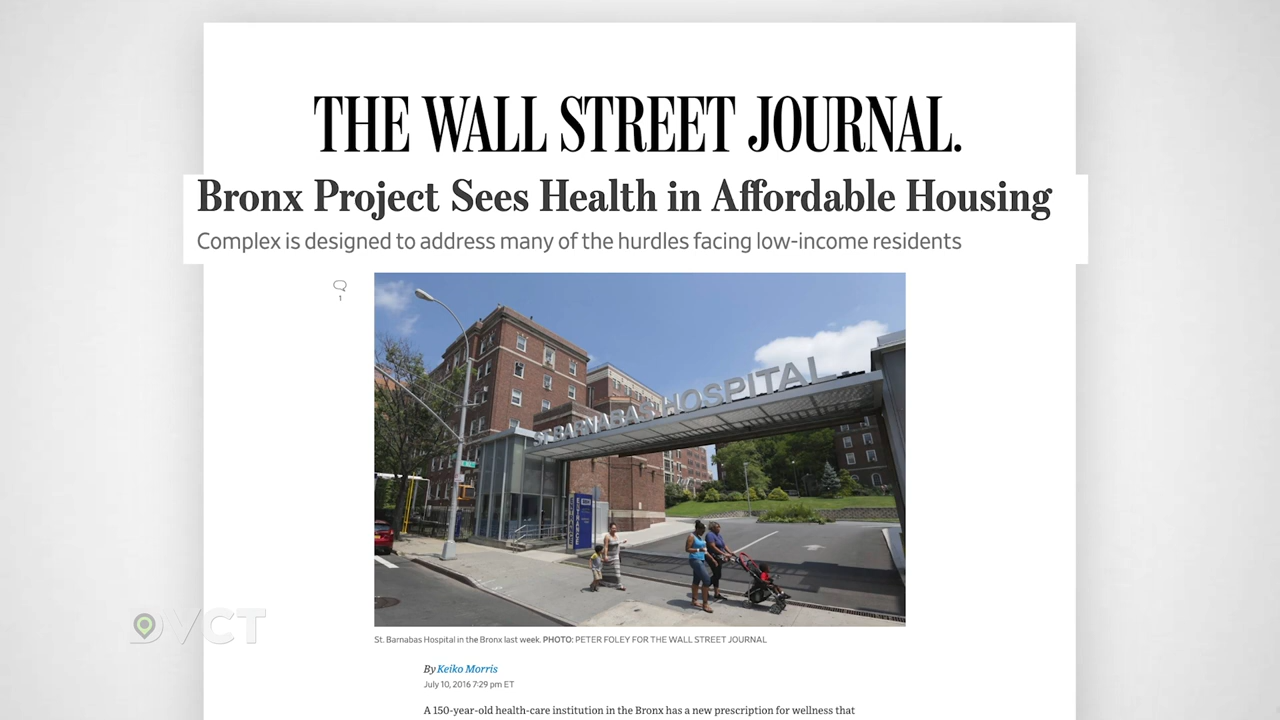 THE WALL STREET JOURNAL.
Bronx Project Sees Health in Affordable Housing
Complex is designed to address many of the hurdles facing low-income residents
1
ST. BARNABAS HOSPITAL
ENTRANCE
DVCT
St. Barnabas Hospital in the Bronx last week. PHOTO: PETER FOLEY FOR THE WALL STREET JOURNAL
By Keiko Morris
July 10, 2016 7:29 pm ET
A 150-year-old health-care institution in the Bronx has a new prescription for wellness that